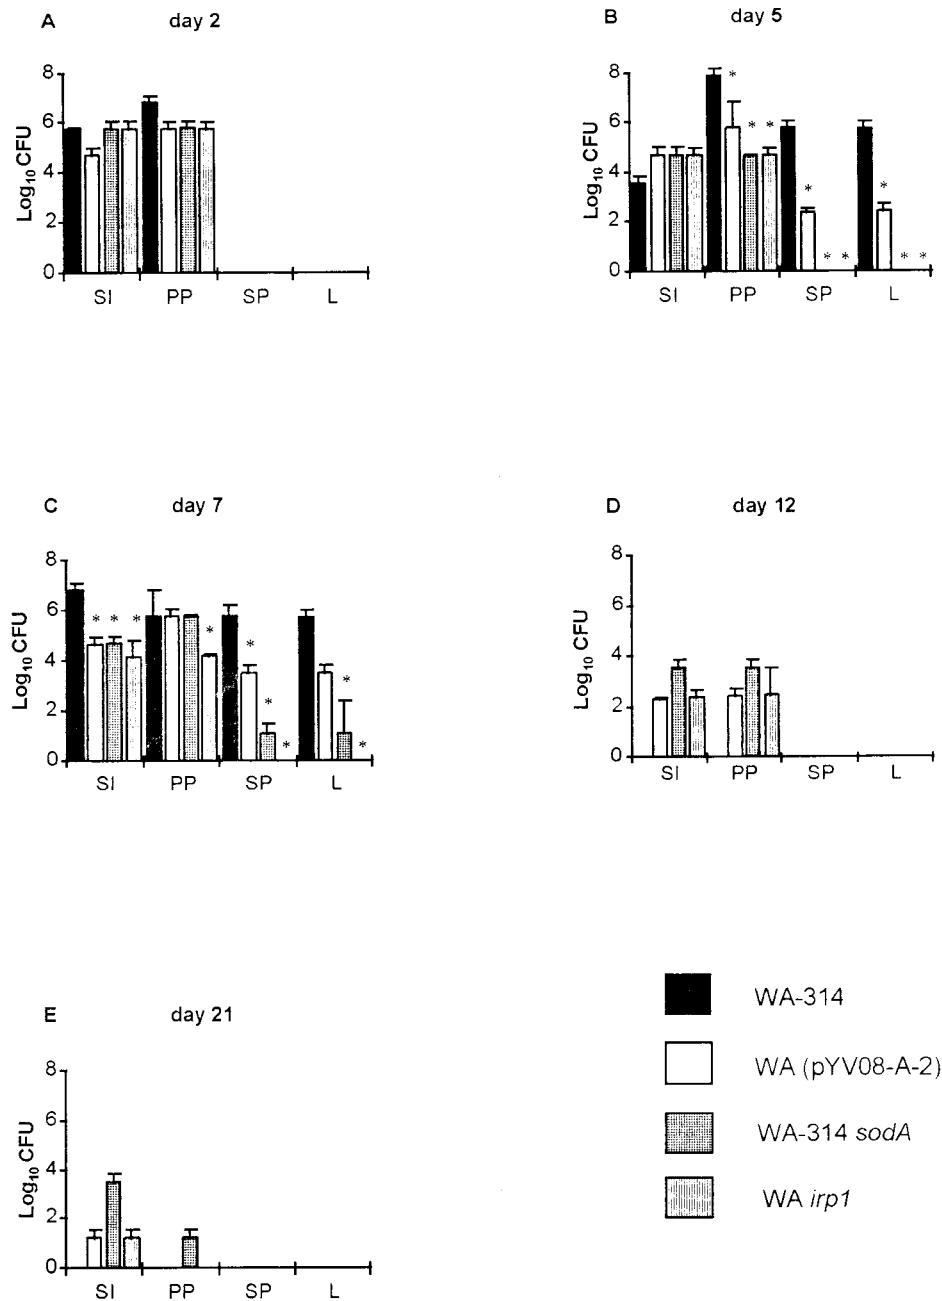 A day 2
Log10 CFU
8
6
4
2
0
SI PP SP L
B day 5
Log10 CFU
8
6
4
2
0
* * *
*
* *
*
* *
SI PP SP L
C day 7
Log10 CFU
8
6
4
2
0
* * *
*
*
*
*
*
*
SI PP SP L
D day 12
Log10 CFU
8
6
4
2
0
SI PP SP L
E day 21
Log10 CFU
8
6
4
2
0
SI PP SP L
WA-314
WA (pYV08-A-2)
WA-314 sodA
WA irp1